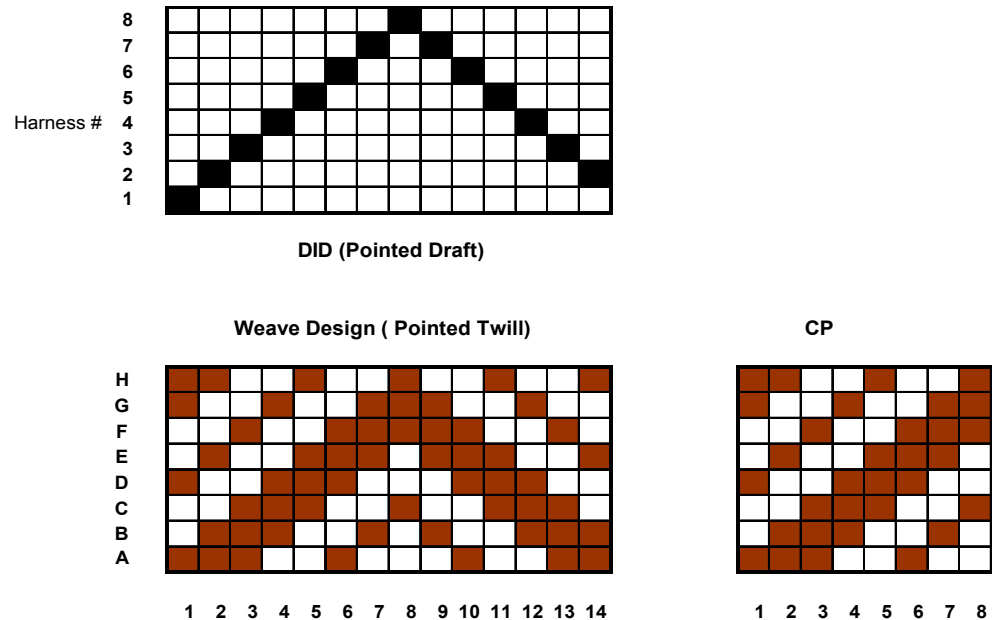 8
7
6
5
Harness # 4
3
2
1
DID (Pointed Draft)
Weave Design ( Pointed Twill)
CP
H
G
F
E
D
C
B
A
1 2 3 4 5 6 7 8 9 10 11 12 13 14
1 2 3 4 5 6 7 8